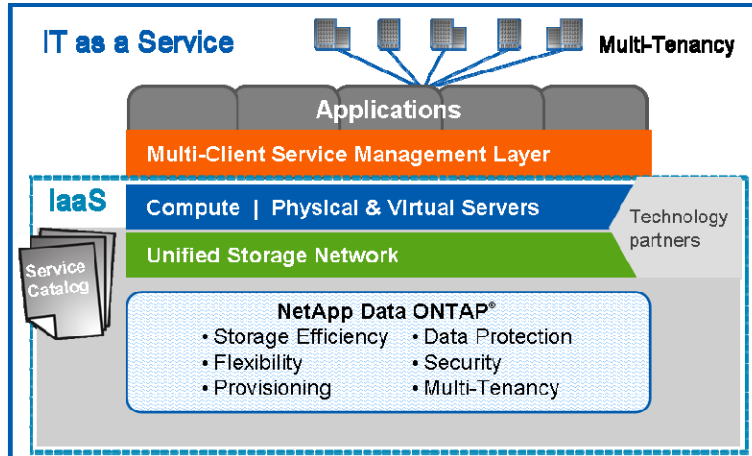 IT as a Service
Multi-Tenancy
Applications
Multi-Client Service Management Layer
IaaS
Compute | Physical & Virtual Servers
Technology
partners
Unified Storage Network
Service
Catalog
NetApp Data ONTAP®
• Storage Efficiency
• Data Protection
• Flexibility
• Security
• Provisioning
• Multi-Tenancy